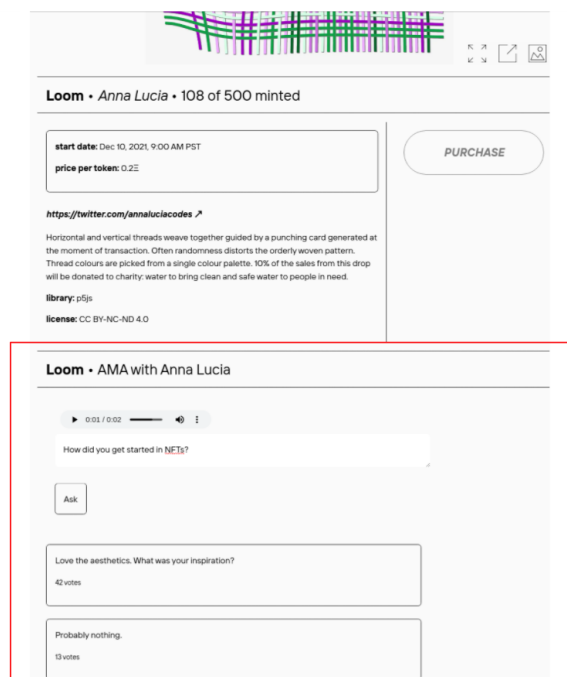 Loom • Anna Lucia • 108 of 500 minted
start date: Dec 10, 2021, 9:00 AM PST
PURCHASE
price per token: 0.2Ξ
https://twitter.com/annaluciacodes ↗
Horizontal and vertical threads weave together guided by a punching card generated at
the moment of transaction. Often randomness distorts the orderly woven pattern.
Thread colours are picked from a single colour palette. 10% of the sales from this drop
will be donated to charity: water to bring clean and safe water to people in need.
library: p5js
license: CC BY-NC-ND 4.0
Loom • AMA with Anna Lucia
0:01 / 0:02
How did you get started in NFTs?
Ask
Love the aesthetics. What was your inspiration?
42 votes
Probably nothing.
13 votes